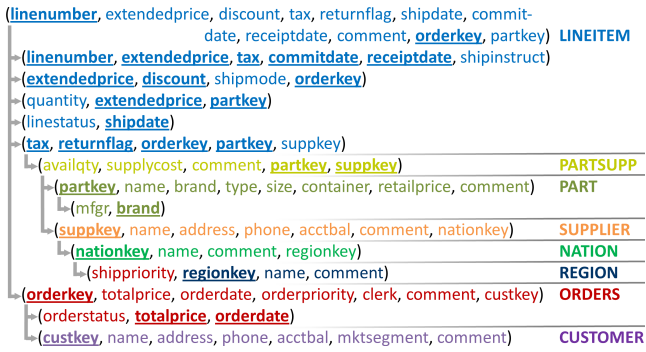 (linenumber, extendedprice, discount, tax, returnflag, shipdate, commit-
date, receiptdate, comment, orderkey, partkey) LINEITEM
(linenumber, extendedprice, tax, commitdate, receiptdate, shipinstruct)
(extendedprice, discount, shipmode, orderkey)
(quantity, extendedprice, partkey)
(linestatus, shipdate)
(tax, returnflag, orderkey, partkey, suppkey)
(availqty, supplycost, comment, partkey, suppkey) PARTSUPP
(partkey, name, brand, type, size, container, retailprice, comment) PART
(mfgr, brand)
(suppkey, name, address, phone, acctbal, comment, nationkey) SUPPLIER
(nationkey, name, comment, regionkey) NATION
(shippriority, regionkey, name, comment) REGION
(orderkey, totalprice, orderdate, orderpriority, clerk, comment, custkey) ORDERS
(orderstatus, totalprice, orderdate)
(custkey, name, address, phone, acctbal, mktsegment, comment) CUSTOMER